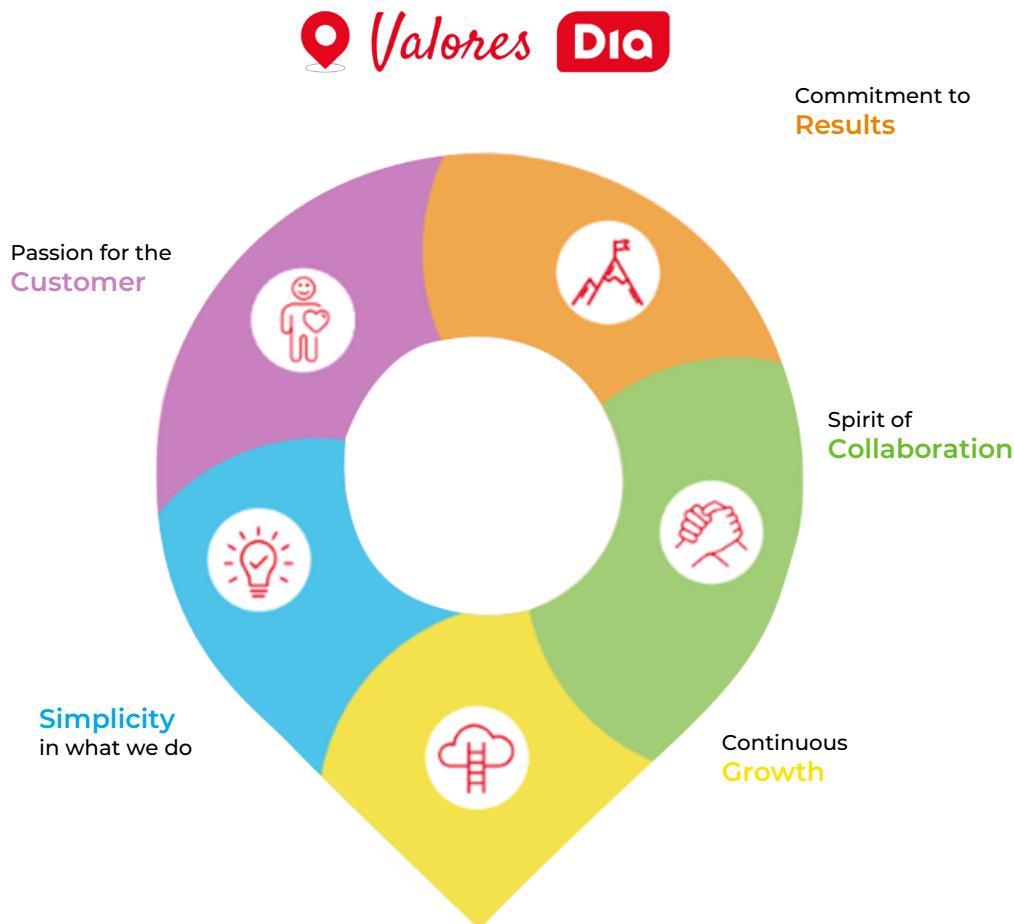 Valores Dia
Commitment to
Results
Passion for the
Customer
Spirit of
Collaboration
Simplicity
in what we do
Continuous
Growth